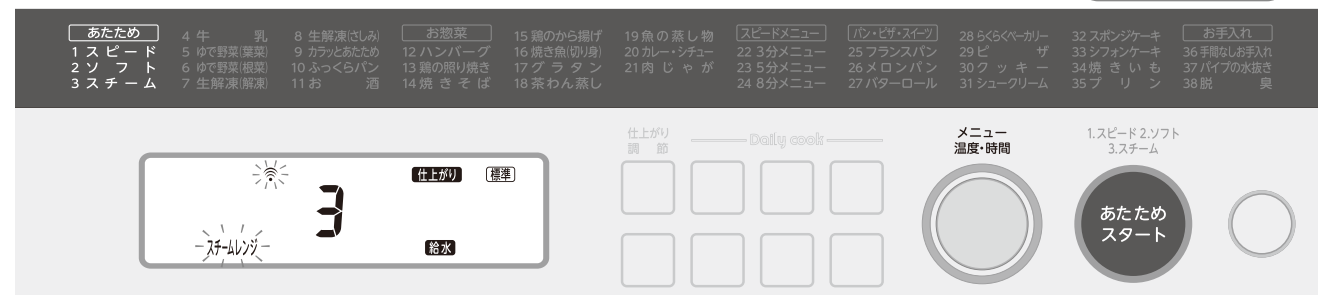 あたため
1 スピード
2 ソフト
3 スチーム
4 牛乳
5 ゆで野菜(葉菜)
6 ゆで野菜(根菜)
7 生解凍(解凍)
8 生解凍(さしみ)
9 カラッとあたため
10 ふっくらパン
11 お酒
お惣菜
12 ハンバーグ
13 鶏の照り焼き
14 焼きそば
15 鶏のから揚げ
16 焼き魚(切り身)
17 グラタン
18 茶わん蒸し
19 魚の蒸し物
20 カレー・シチュー
21 肉じゃが
スピードメニュー
22 3分メニュー
23 5分メニュー
24 8分メニュー
パン・ピザ・スイーツ
25 フランスパン
26 メロンパン
27 バターロール
28 らくらくベーカリー
29 ピザ
30 クッキー
31 シュークリーム
32 スポンジケーキ
33 シフォンケーキ
34 焼きいも
35 プリン
お手入れ
36 手間なしお手入れ
37 パイプの水抜き
38 脱臭
仕上がり
調節
Daily cook
メニュー
温度・時間
1.スピード 2.ソフト
3.スチーム
あたため
スタート
仕上がり 標準
3
スチームレンジ
給水